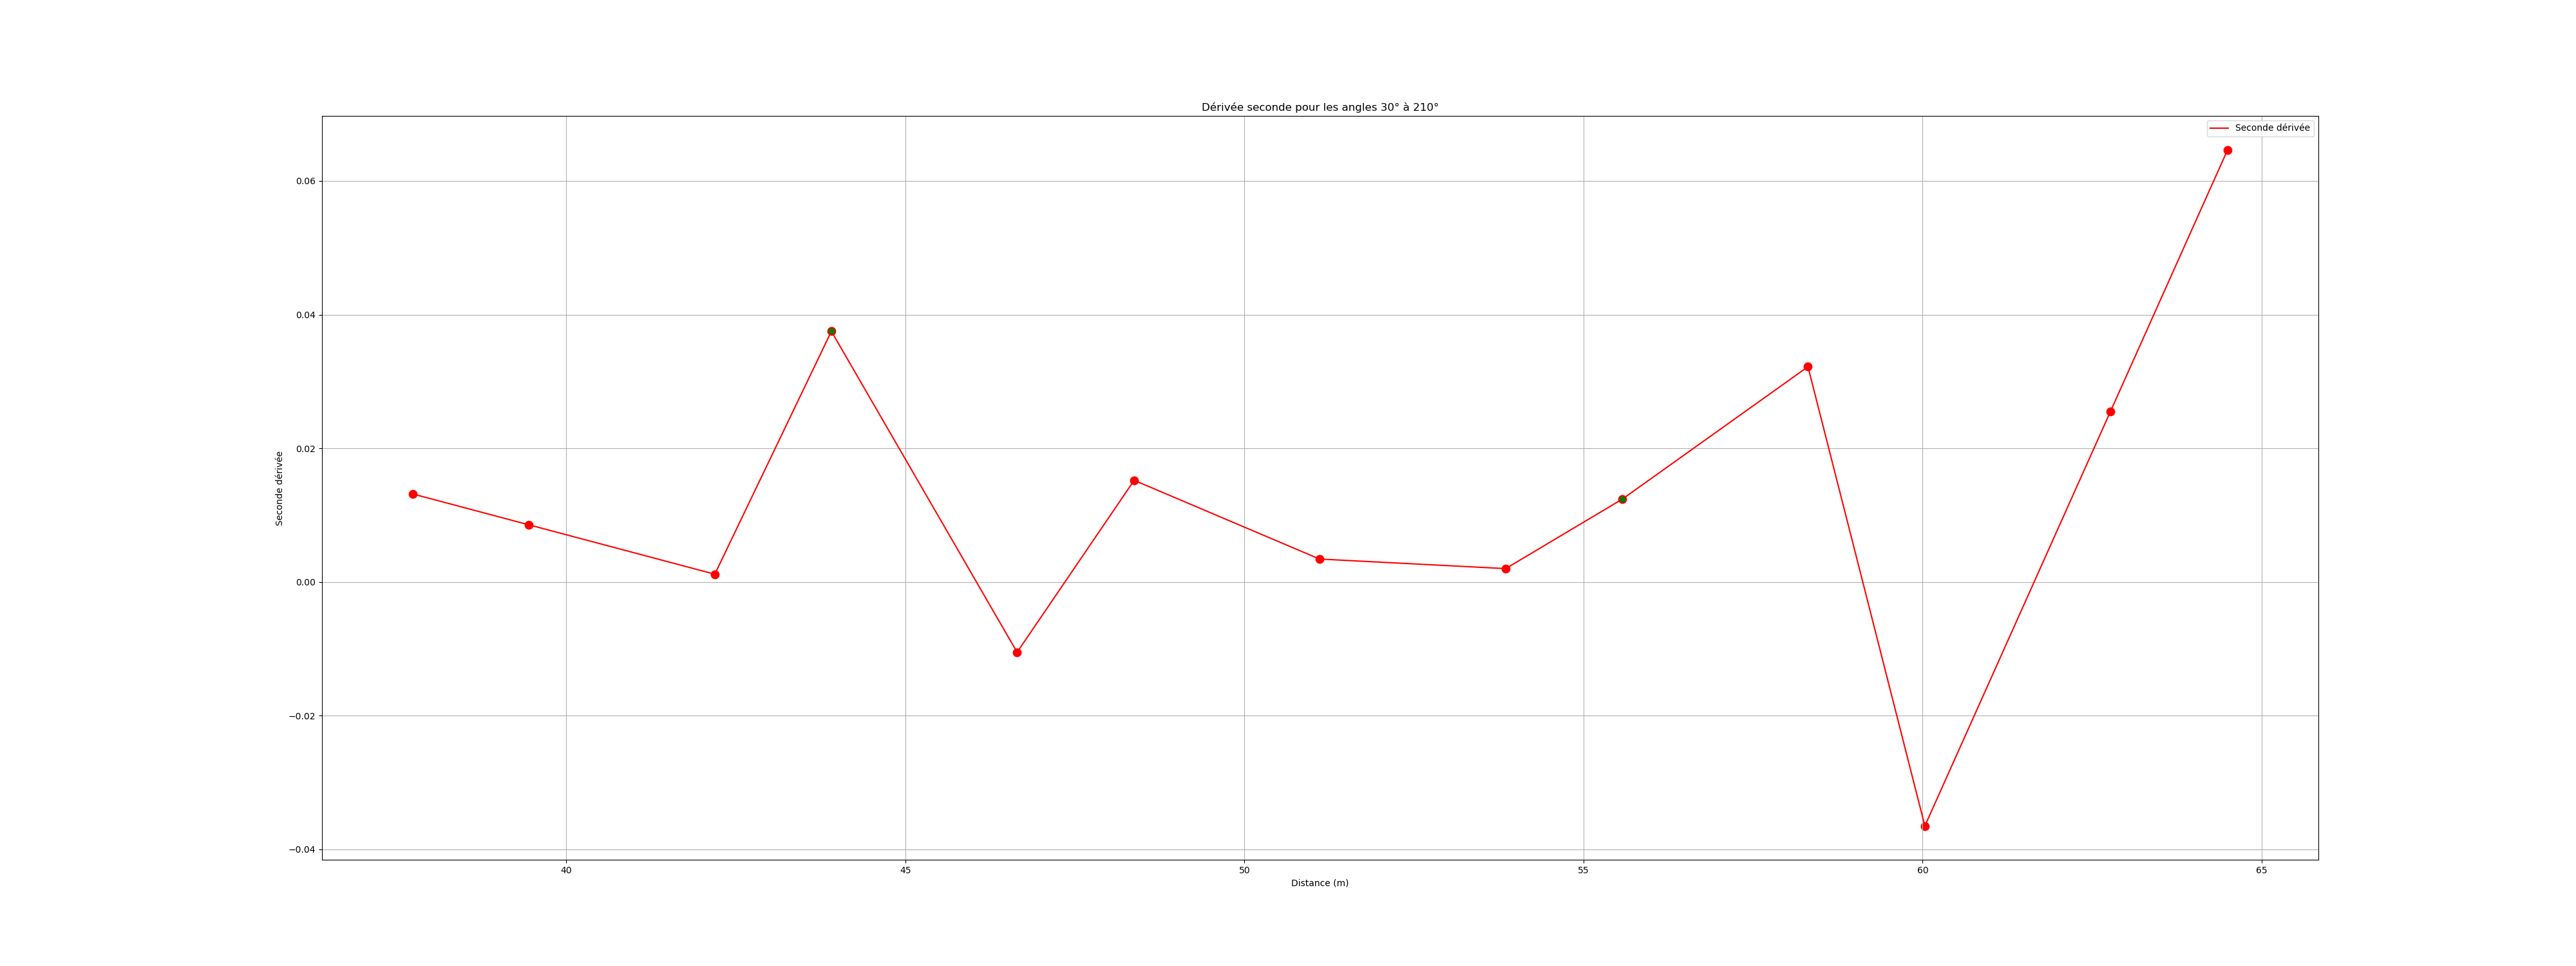 Dérivée seconde pour les angles 30° à 210°
Seconde dérivée
0.06
0.04
0.02
0.00
−0.02
−0.04
Seconde dérivée
40 45 50 55 60 65
Distance (m)